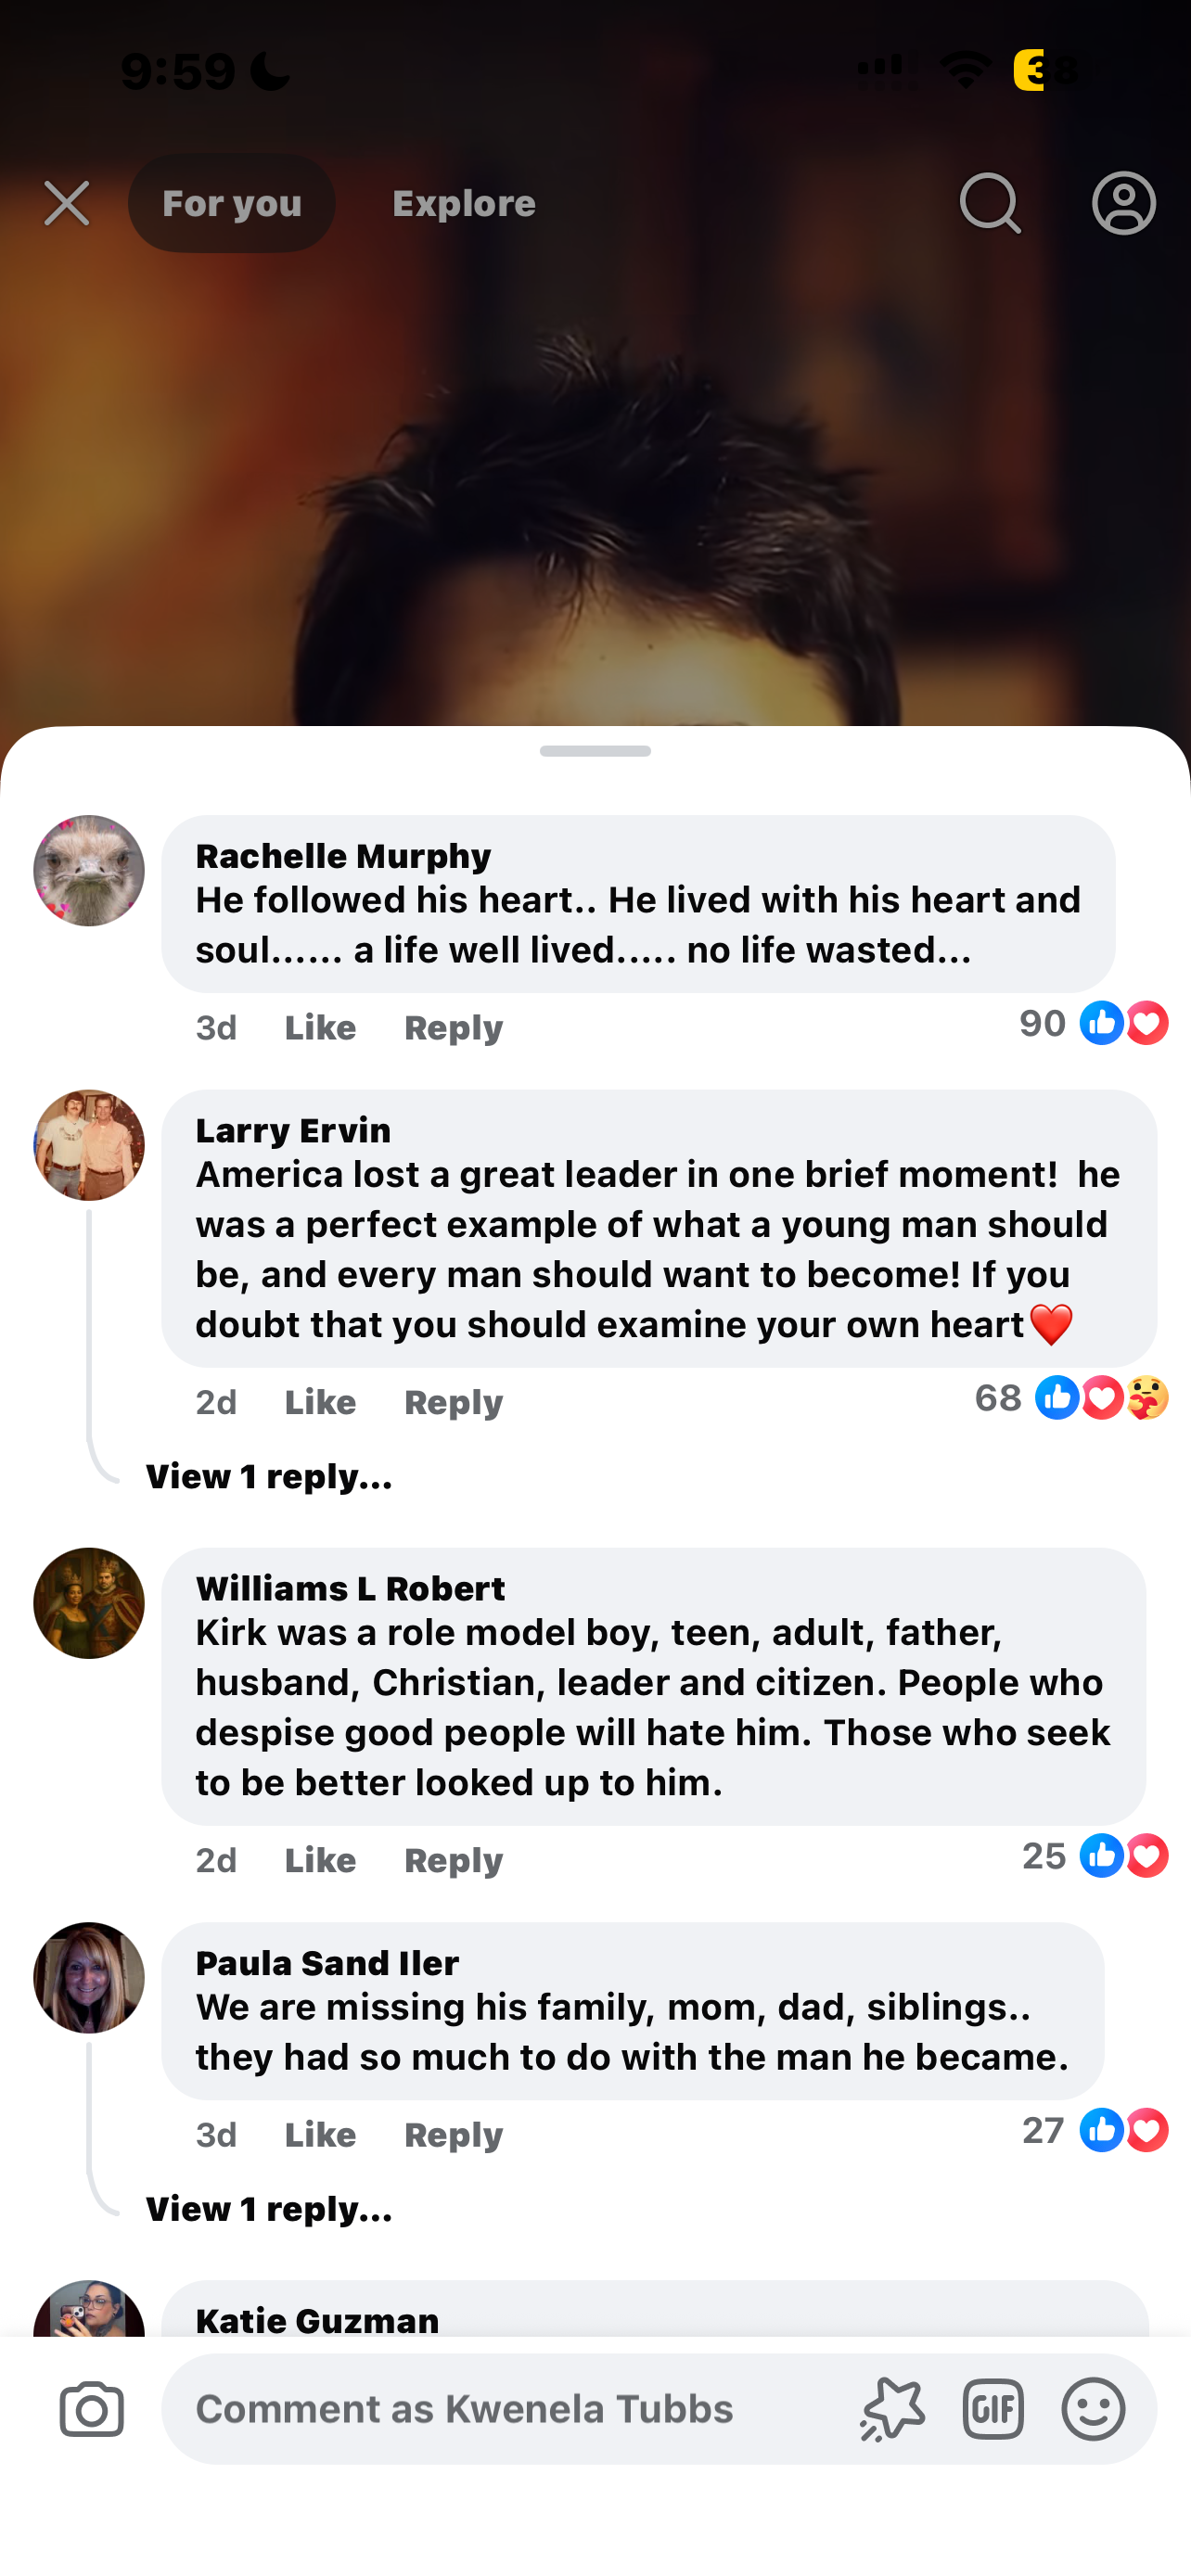 9:59
38
For you Explore
Rachelle Murphy
He followed his heart.. He lived with his heart and
soul...... a life well lived..... no life wasted...
3d Like Reply 90
Larry Ervin
America lost a great leader in one brief moment!  he
was a perfect example of what a young man should
be, and every man should want to become! If you
doubt that you should examine your own heart❤️
2d Like Reply 68
View 1 reply...
Williams L Robert
Kirk was a role model boy, teen, adult, father,
husband, Christian, leader and citizen. People who
despise good people will hate him. Those who seek
to be better looked up to him.
2d Like Reply 25
Paula Sand Iler
We are missing his family, mom, dad, siblings..
they had so much to do with the man he became.
3d Like Reply 27
View 1 reply...
Katie Guzman
Comment as Kwenela Tubbs GIF